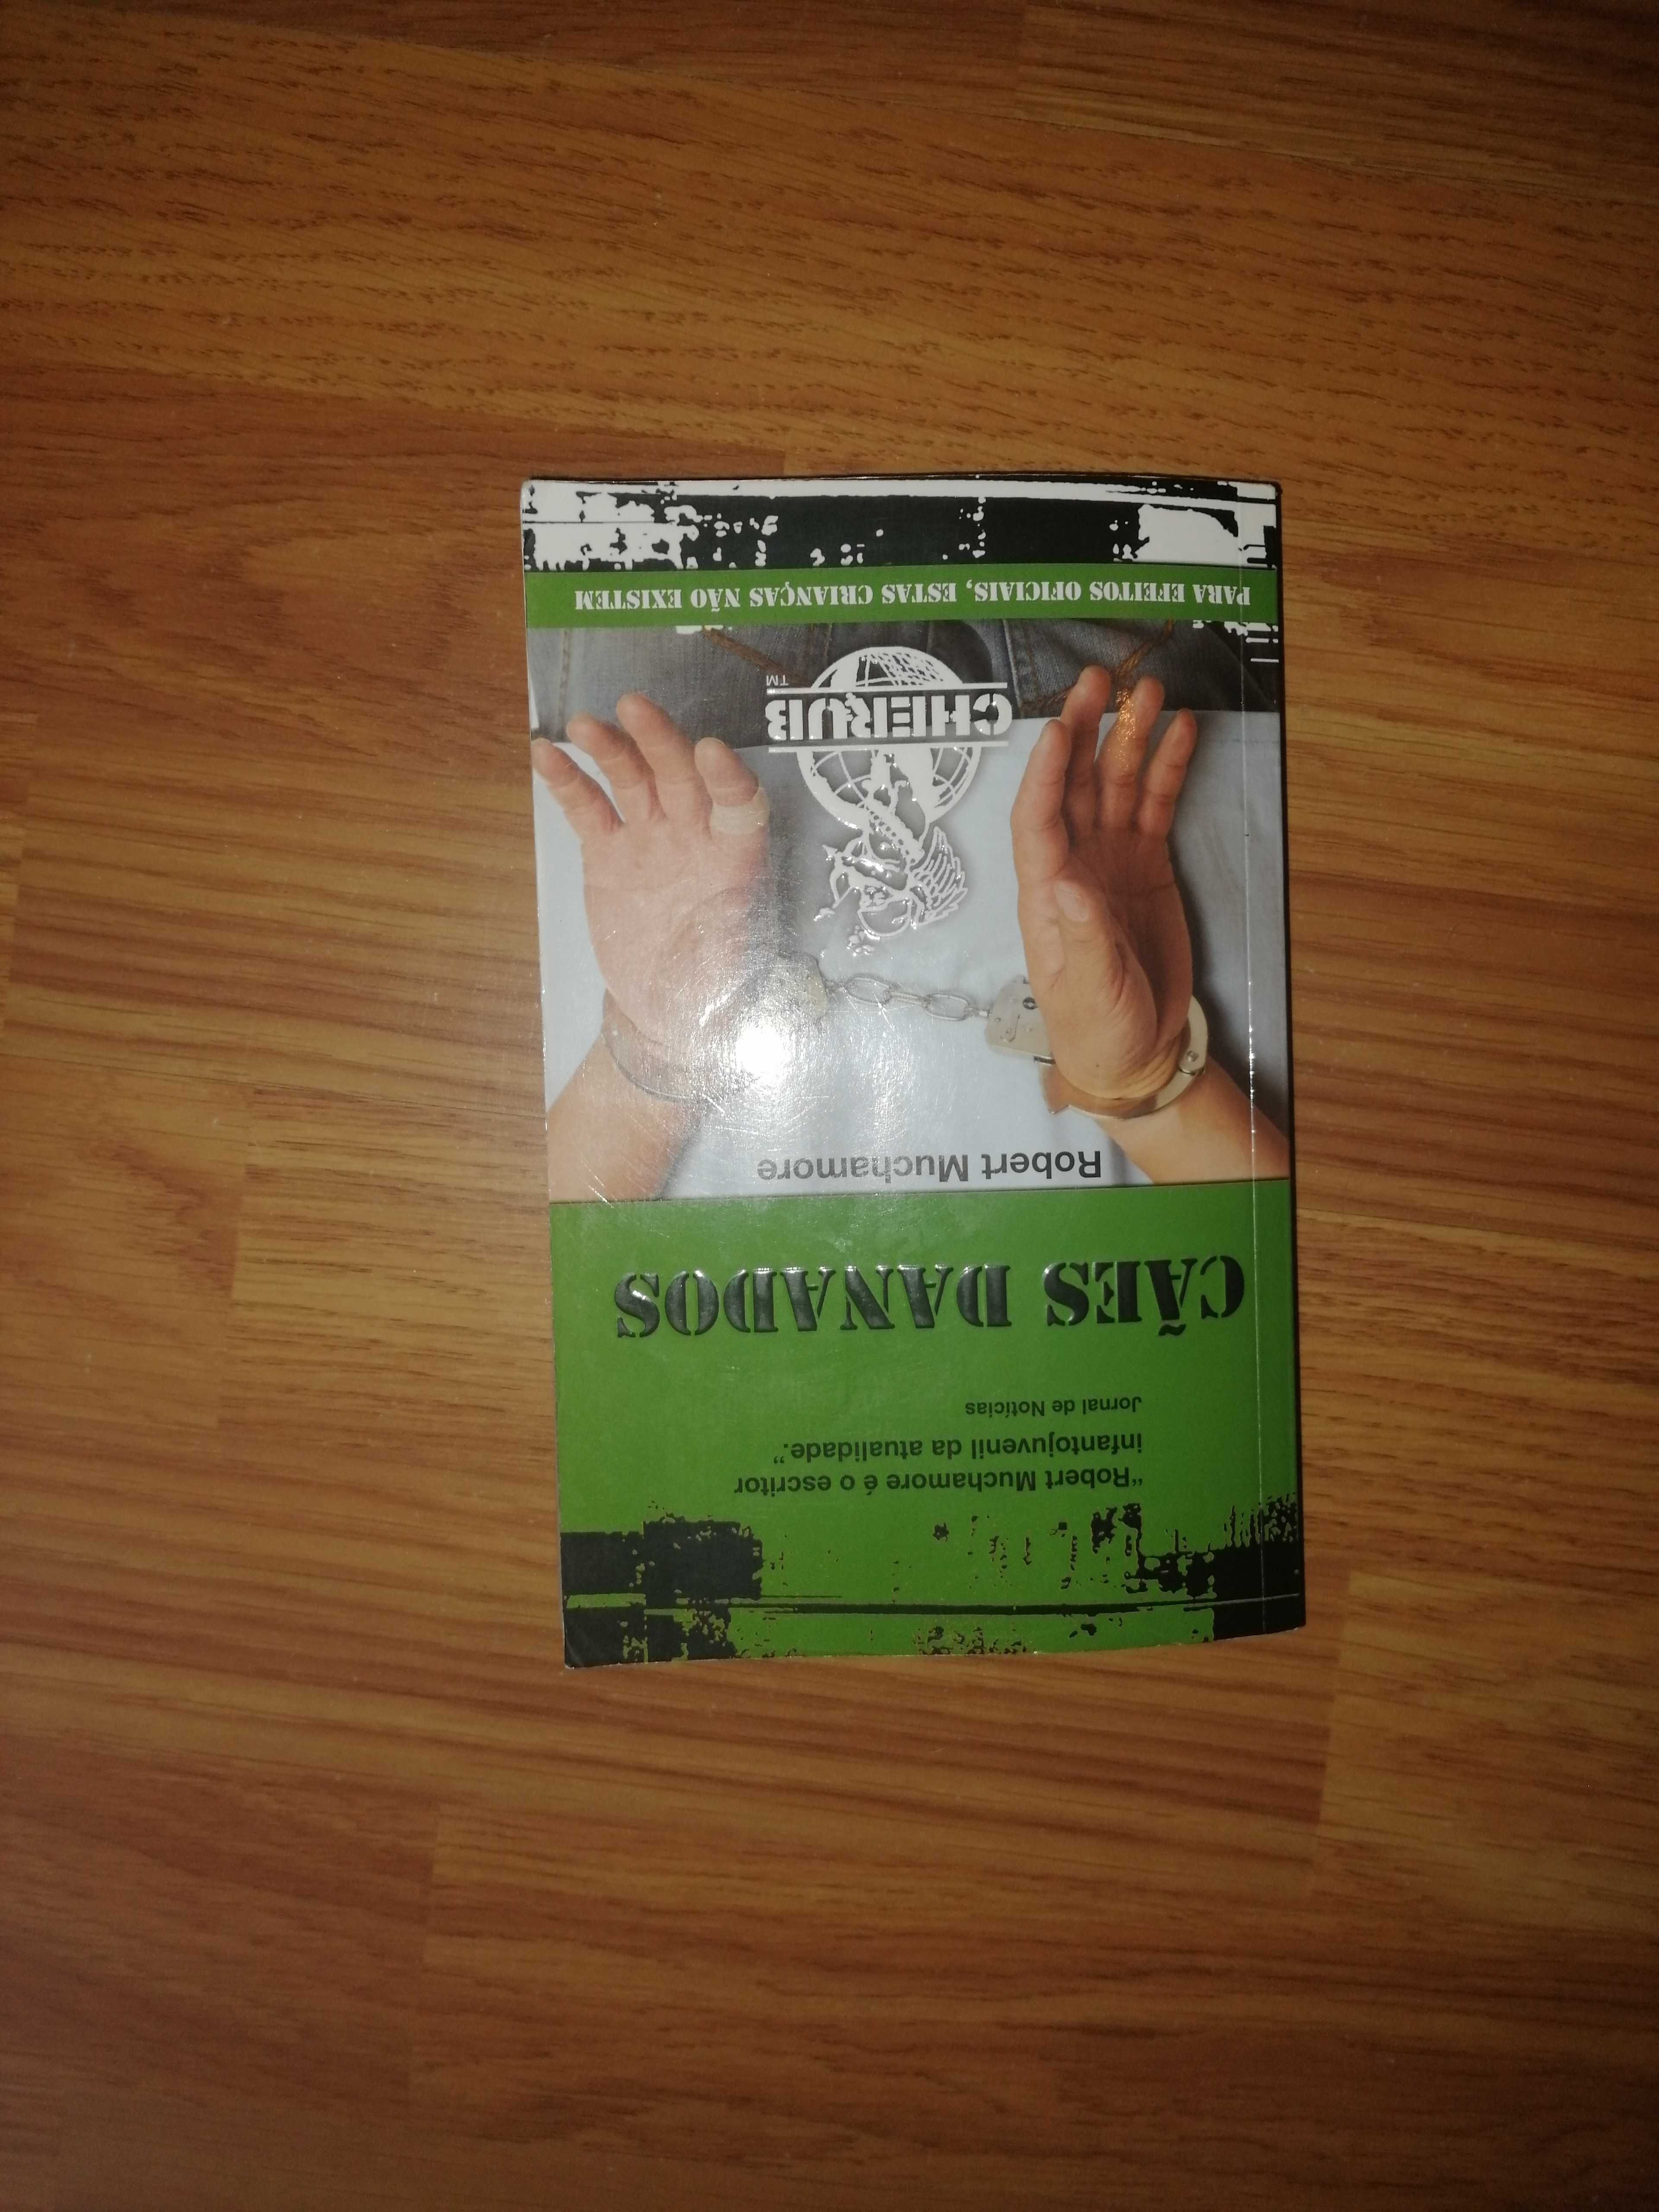 "Robert Muchamore é o escritor
infantojuvenil da atualidade."
Jornal de Notícias
CÃES DANADOS
Robert Muchamore
CHERUB
TM
PARA EFEITOS OFICIAIS, ESTAS CRIANÇAS NÃO EXISTEM